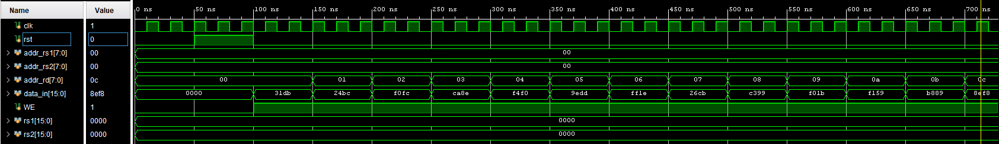 Name Value 0 ns 50 ns 100 ns 150 ns 200 ns 250 ns 300 ns 350 ns 400 ns 450 ns 500 ns 550 ns 600 ns 650 ns 700 ns
clk 1
rst 0
addr_rs1[7:0] 00 00
addr_rs2[7:0] 00 00
addr_rd[7:0] 0c 00 01 02 03 04 05 06 07 08 09 0a 0b 0c
data_in[15:0] 8ef8 0000 31db 24bc f0fc ca8e f4f0 9edd ff1e 26cb c399 f01b f159 b889 8ef8
WE 1
rs1[15:0] 0000 0000
rs2[15:0] 0000 0000